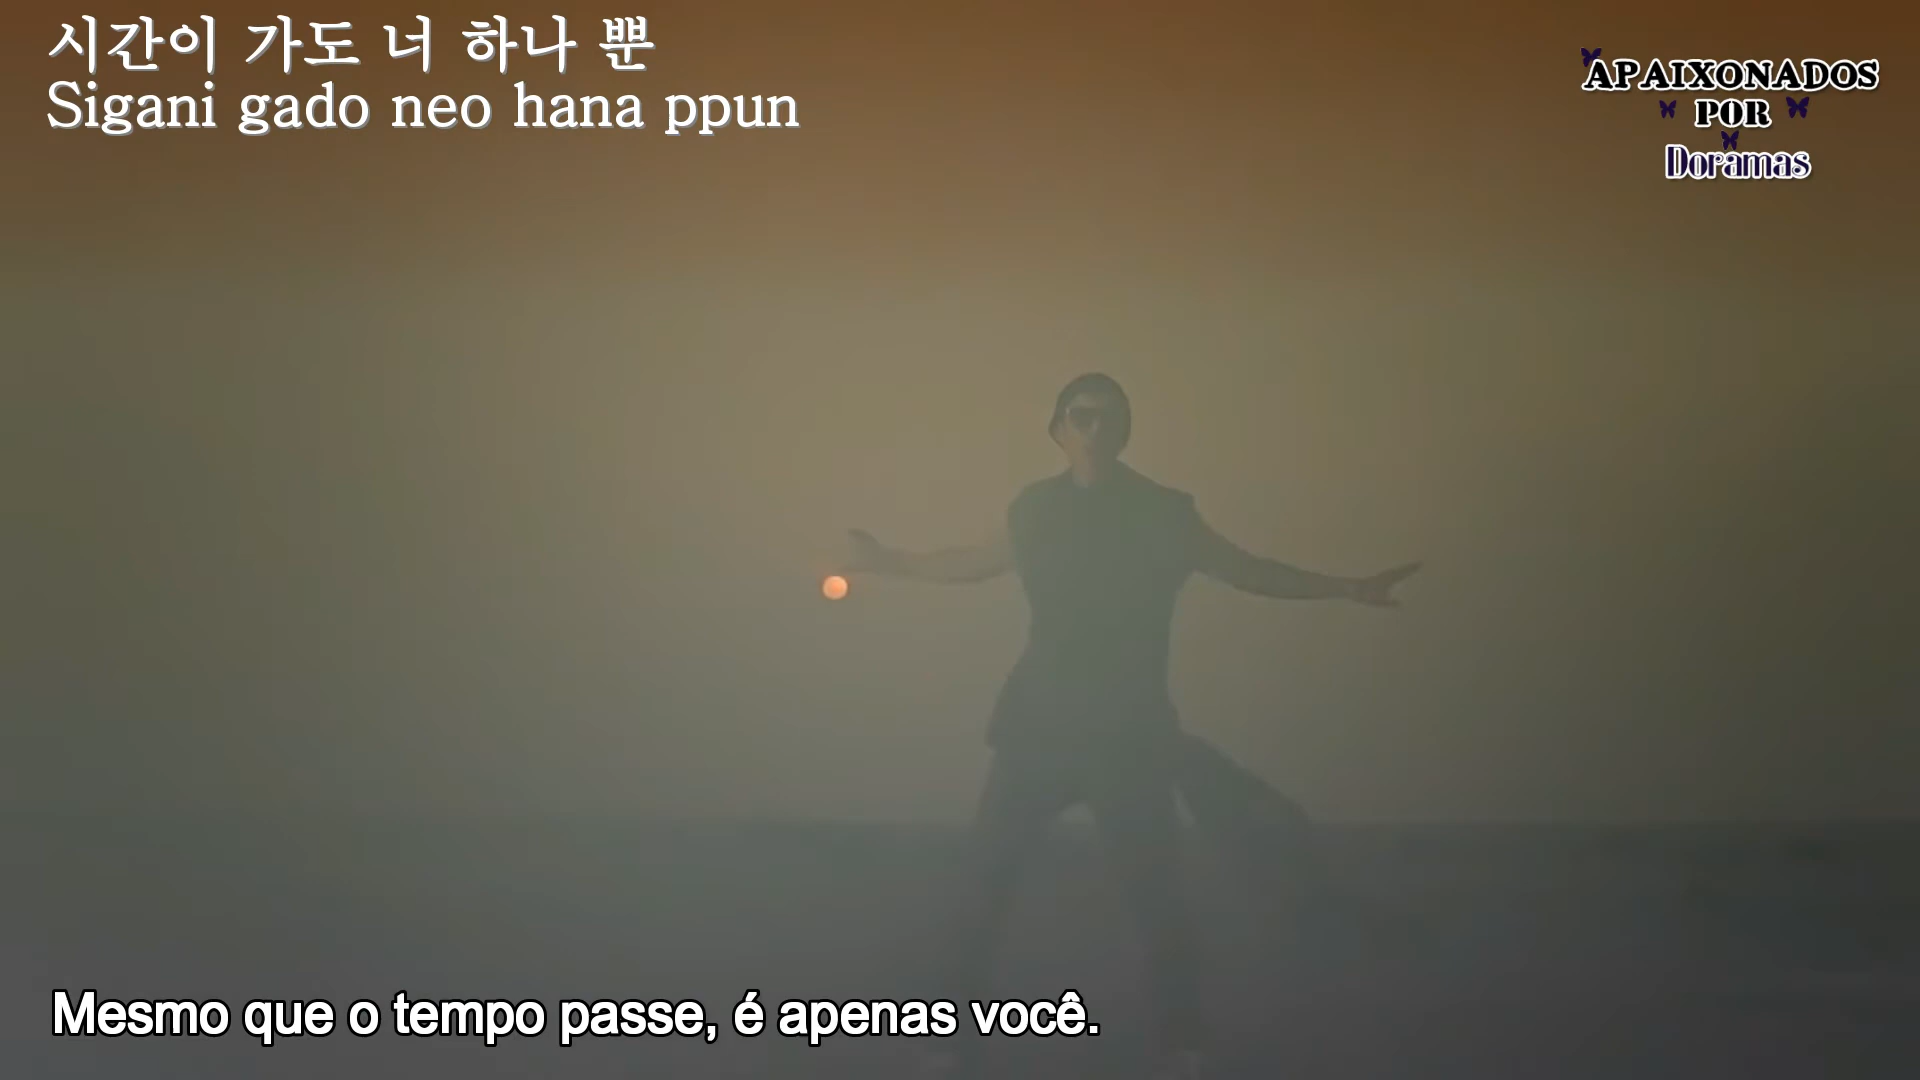 시간이 가도 너 하나 뿐
Sigani gado neo hana ppun
APAIXONADOS
POR
Doramas
Mesmo que o tempo passe, é apenas você.